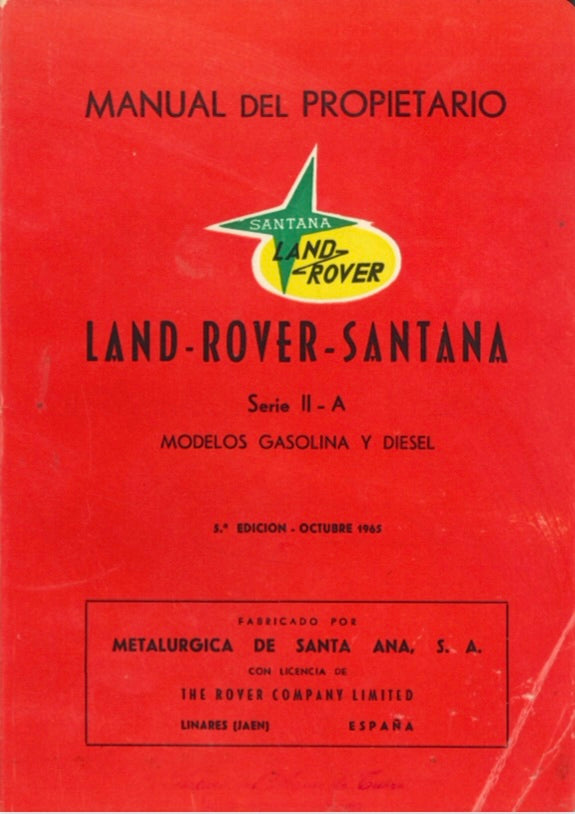 MANUAL DEL PROPIETARIO
SANTANA
LAND-
ROVER
LAND-ROVER-SANTANA
Serie II - A
MODELOS GASOLINA Y DIESEL
5.ª EDICION - OCTUBRE 1965
FABRICADO POR
METALURGICA DE SANTA ANA, S. A.
CON LICENCIA DE
THE ROVER COMPANY LIMITED
LINARES (JAEN) ESPAÑA